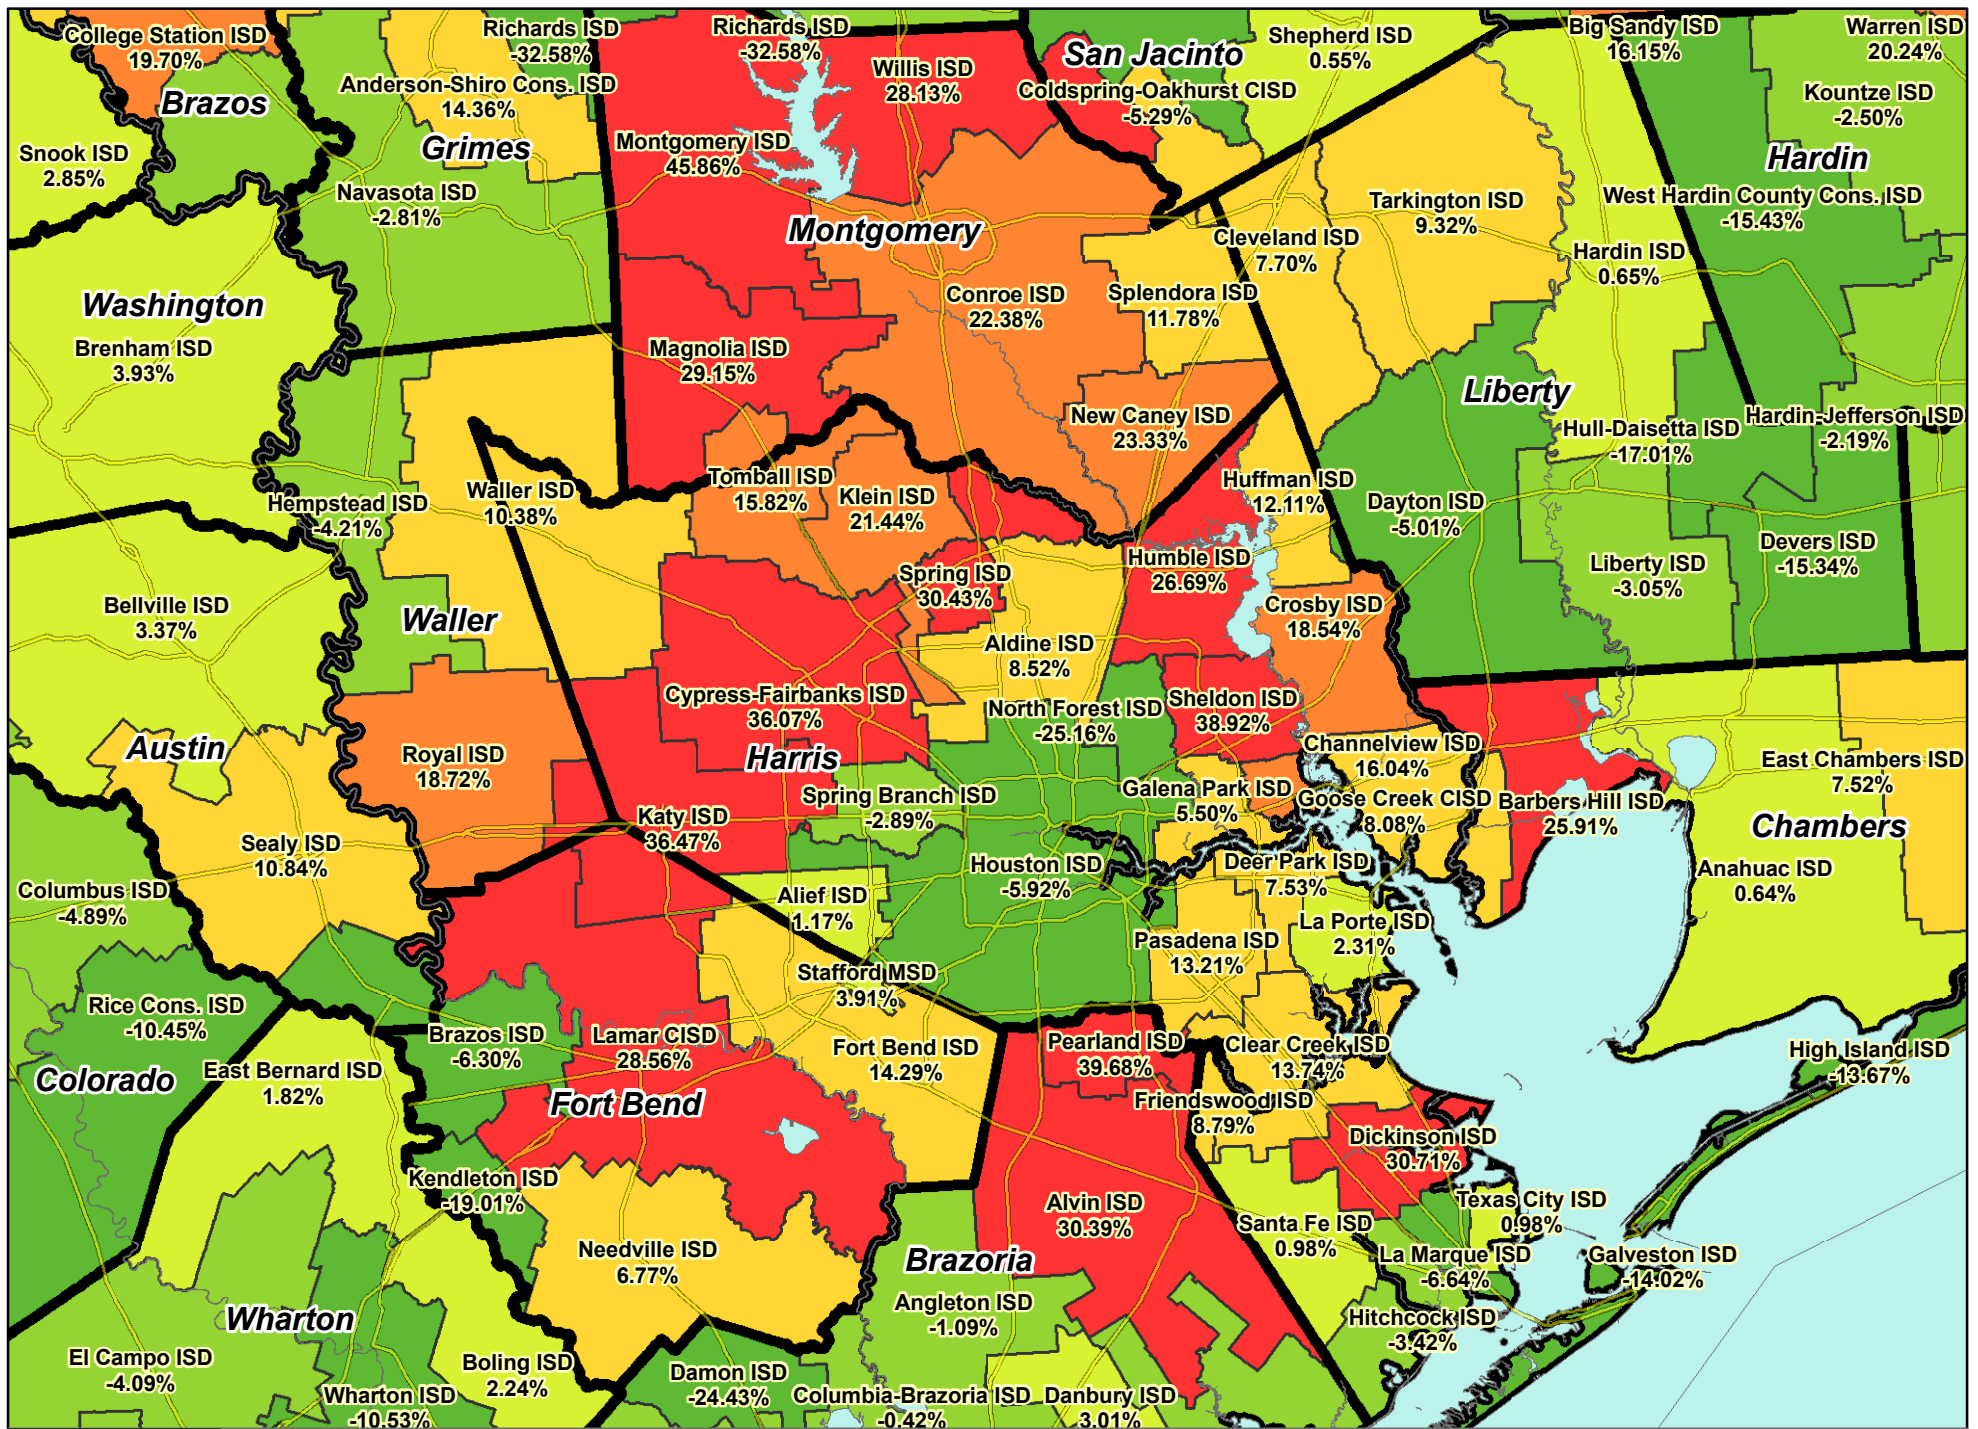 College Station ISD
19.70%
Richards ISD
-32.58%
Richards ISD
-32.58%
Willis ISD
28.13%
San Jacinto
Shepherd ISD
0.55%
Big Sandy ISD
16.15%
Warren ISD
20.24%
Anderson-Shiro Cons. ISD
14.36%
Brazos
Coldspring-Oakhurst CISD
-5.29%
Kountze ISD
-2.50%
Snook ISD
2.85%
Grimes
Montgomery ISD
45.86%
Hardin
Navasota ISD
-2.81%
Tarkington ISD
9.32%
West Hardin County Cons. ISD
-15.43%
Montgomery
Cleveland ISD
7.70%
Hardin ISD
0.65%
Washington
Conroe ISD
22.38%
Splendora ISD
11.78%
Brenham ISD
3.93%
Magnolia ISD
29.15%
Liberty
New Caney ISD
23.33%
Hull-Daisetta ISD
-17.01%
Hardin-Jefferson ISD
-2.19%
Hempstead ISD
-4.21%
Waller ISD
10.38%
Tomball ISD
15.82%
Klein ISD
21.44%
Huffman ISD
12.11%
Dayton ISD
-5.01%
Humble ISD
26.69%
Liberty ISD
-3.05%
Devers ISD
-15.34%
Spring ISD
30.43%
Bellville ISD
3.37%
Waller
Crosby ISD
18.54%
Aldine ISD
8.52%
Cypress-Fairbanks ISD
36.07%
North Forest ISD
-25.16%
Sheldon ISD
38.92%
Austin
Royal ISD
18.72%
Harris
Channelview ISD
16.04%
East Chambers ISD
7.52%
Spring Branch ISD
-2.89%
Galena Park ISD
5.50%
Goose Creek CISD
8.08%
Barbers Hill ISD
25.91%
Katy ISD
36.47%
Chambers
Sealy ISD
10.84%
Houston ISD
-5.92%
Deer Park ISD
7.53%
Anahuac ISD
0.64%
Columbus ISD
-4.89%
Alief ISD
1.17%
La Porte ISD
2.31%
Pasadena ISD
13.21%
Stafford MSD
3.91%
Rice Cons. ISD
-10.45%
Brazos ISD
-6.30%
Lamar CISD
28.56%
Fort Bend ISD
14.29%
Pearland ISD
39.68%
Clear Creek ISD
13.74%
High Island ISD
-13.67%
Colorado
East Bernard ISD
1.82%
Fort Bend
Friendswood ISD
8.79%
Dickinson ISD
30.71%
Kendleton ISD
-19.01%
Alvin ISD
30.39%
Texas City ISD
0.98%
Santa Fe ISD
0.98%
Needville ISD
6.77%
Brazoria
La Marque ISD
-6.64%
Galveston ISD
-14.02%
Angleton ISD
-1.09%
Hitchcock ISD
-3.42%
Wharton
El Campo ISD
-4.09%
Boling ISD
2.24%
Wharton ISD
-10.53%
Damon ISD
-24.43%
Columbia-Brazoria ISD
-0.42%
Danbury ISD
3.01%